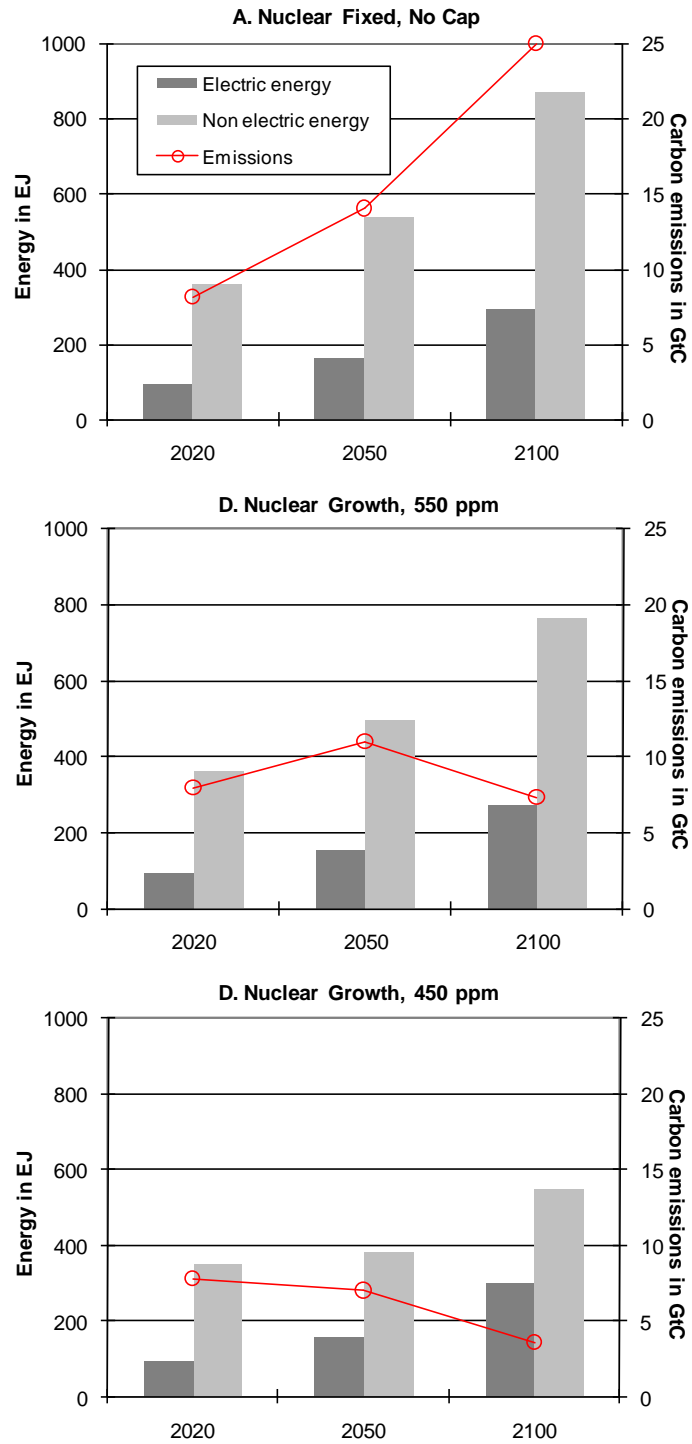 A. Nuclear Fixed, No Cap
1000
800
600
400
200
0
Energy in EJ
Electric energy
Non electric energy
Emissions
25
20
15
10
5
0
Carbon emissions in GtC
2020 2050 2100
D. Nuclear Growth, 550 ppm
1000
800
600
400
200
0
Energy in EJ
25
20
15
10
5
0
Carbon emissions in GtC
2020 2050 2100
D. Nuclear Growth, 450 ppm
1000
800
600
400
200
0
Energy in EJ
25
20
15
10
5
0
Carbon emissions in GtC
2020 2050 2100